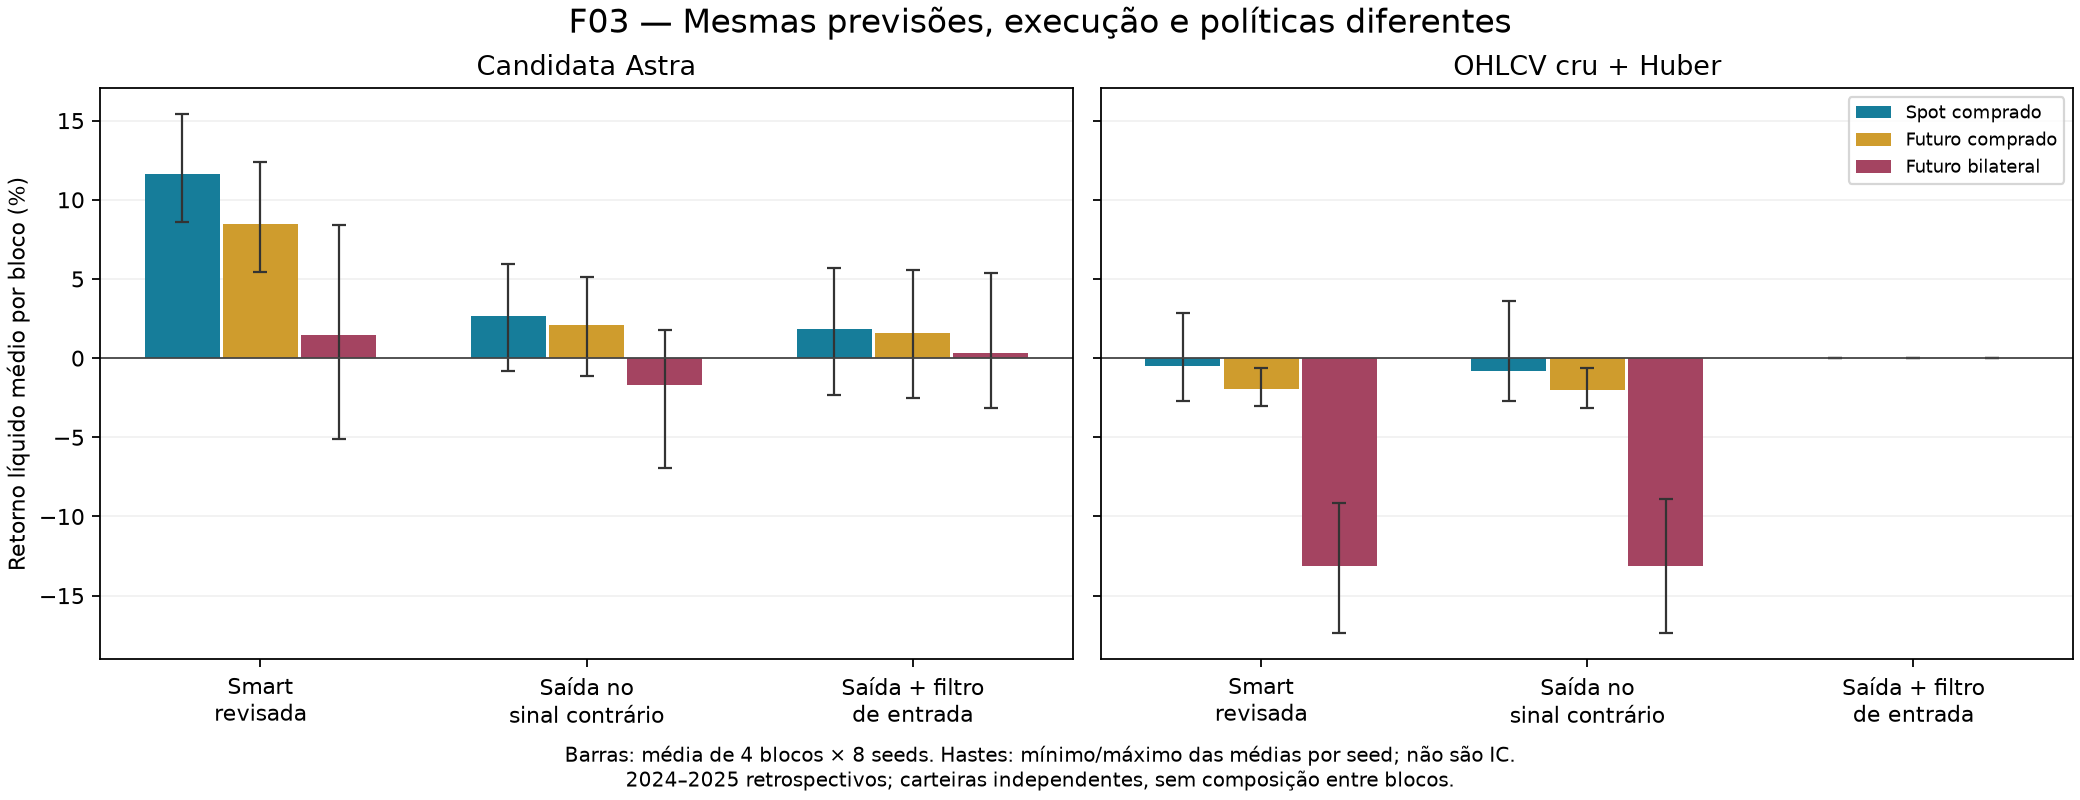 F03 — Mesmas previsões, execução e políticas diferentes
Candidata Astra
OHLCV cru + Huber
Retorno líquido médio por bloco (%)
15
10
5
0
−5
−10
−15
Spot comprado
Futuro comprado
Futuro bilateral
Smart
revisada
Saída no
sinal contrário
Saída + filtro
de entrada
Smart
revisada
Saída no
sinal contrário
Saída + filtro
de entrada
Barras: média de 4 blocos × 8 seeds. Hastes: mínimo/máximo das médias por seed; não são IC.
2024–2025 retrospectivos; carteiras independentes, sem composição entre blocos.